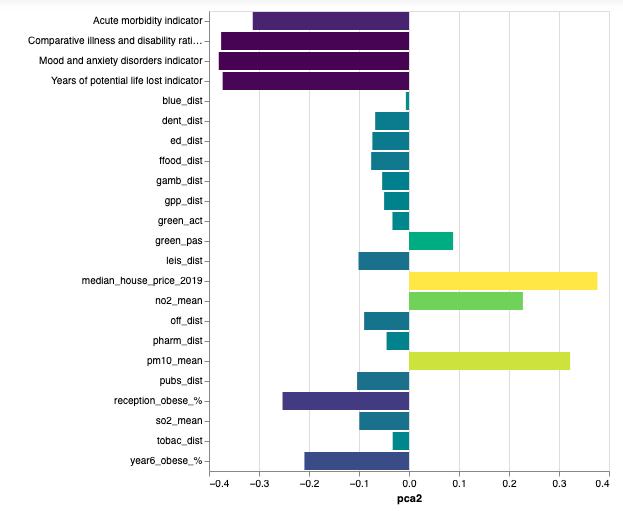 Acute morbidity indicator
Comparative illness and disability rati...
Mood and anxiety disorders indicator
Years of potential life lost indicator
blue_dist
dent_dist
ed_dist
ffood_dist
gamb_dist
gpp_dist
green_act
green_pas
leis_dist
median_house_price_2019
no2_mean
off_dist
pharm_dist
pm10_mean
pubs_dist
reception_obese_%
so2_mean
tobac_dist
year6_obese_%
−0.4 −0.3 −0.2 −0.1 0.0 0.1 0.2 0.3 0.4
pca2